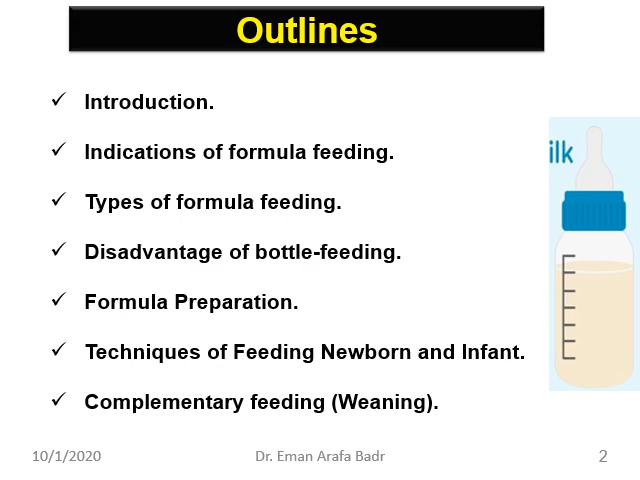 Outlines
✓ Introduction.
✓ Indications of formula feeding.
ilk
✓ Types of formula feeding.
✓ Disadvantage of bottle-feeding.
✓ Formula Preparation.
✓ Techniques of Feeding Newborn and Infant.
✓ Complementary feeding (Weaning).
10/1/2020 Dr. Eman Arafa Badr 2